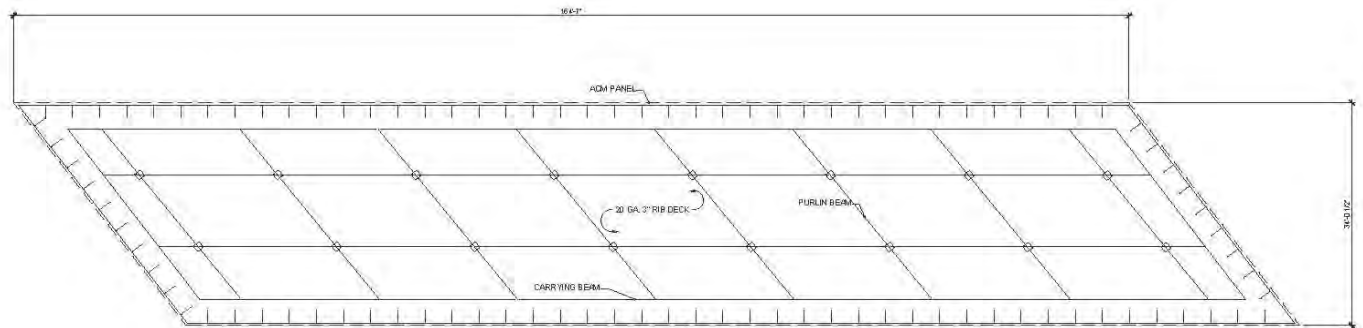 ACM PANEL
20 GA. 3" RIB DECK
PURLIN BEAM
CARRYING BEAM